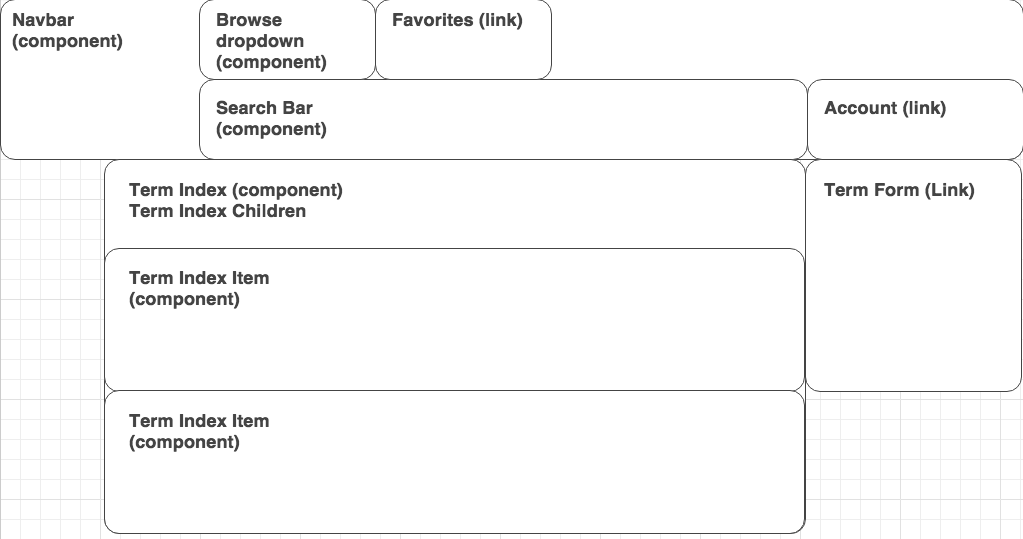 Navbar
(component)
Browse
dropdown
(component)
Favorites (link)
Search Bar
(component)
Account (link)
Term Index (component)
Term Index Children
Term Form (Link)
Term Index Item
(component)
Term Index Item
(component)